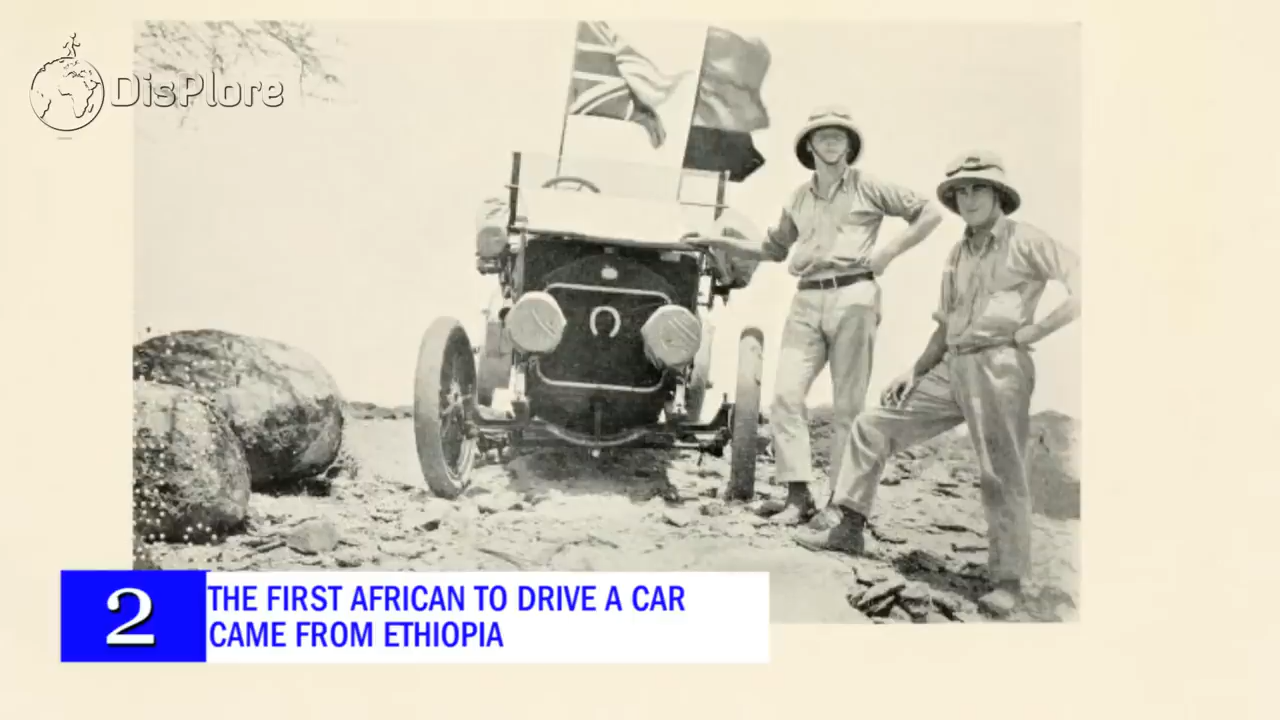 DisPlore
2
THE FIRST AFRICAN TO DRIVE A CAR
CAME FROM ETHIOPIA